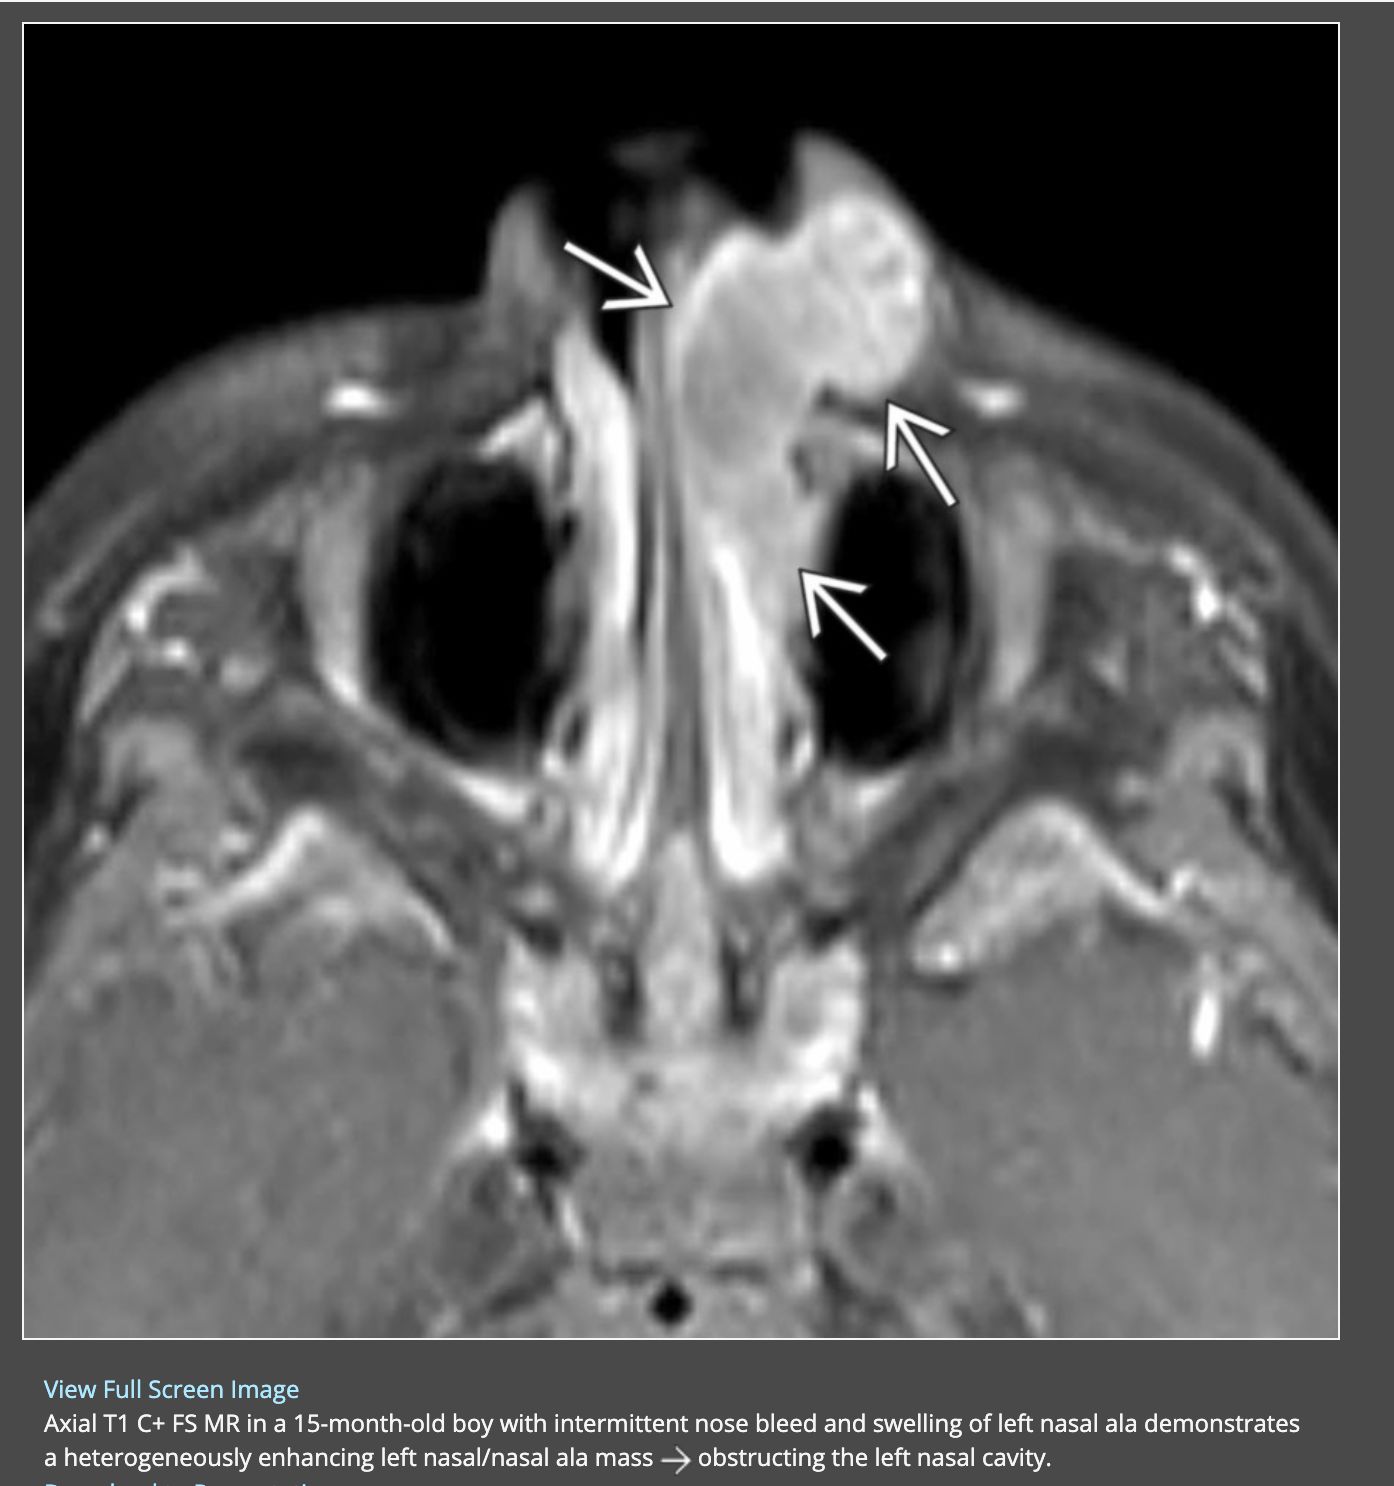 View Full Screen Image
Axial T1 C+ FS MR in a 15-month-old boy with intermittent nose bleed and swelling of left nasal ala demonstrates
a heterogeneously enhancing left nasal/nasal ala mass → obstructing the left nasal cavity.